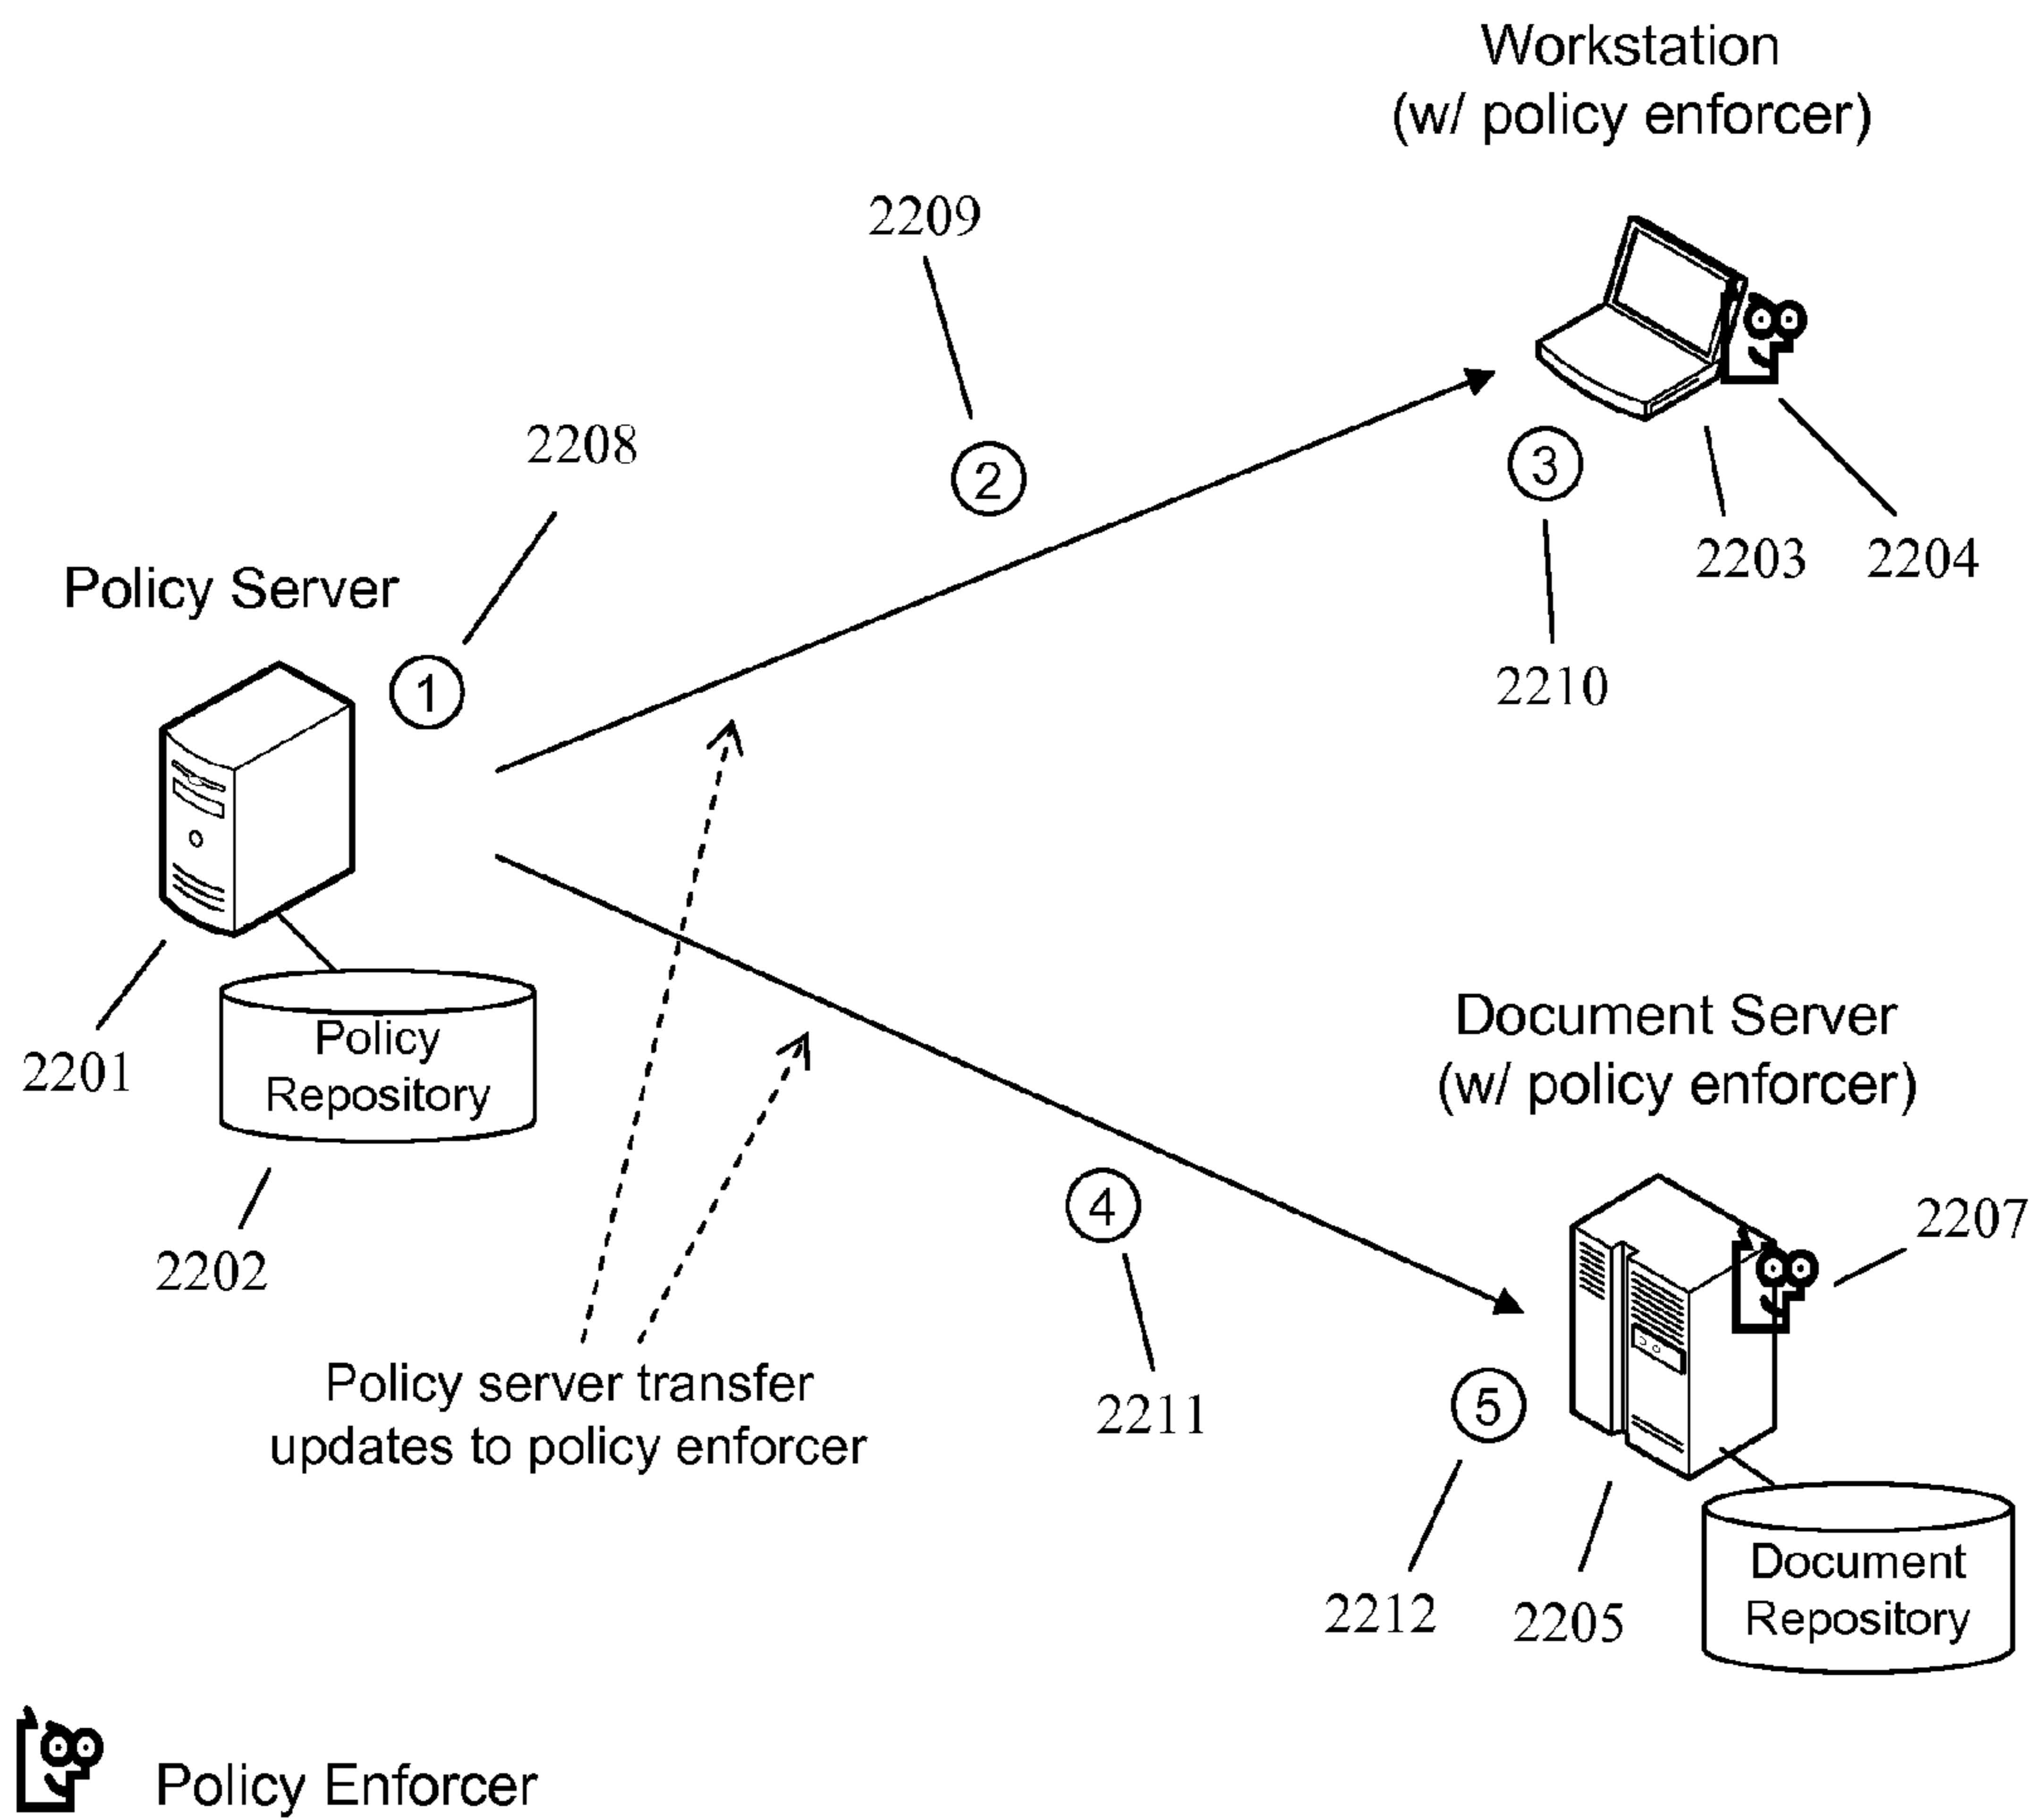 Workstation
(w/ policy enforcer)
2209
2208
2
3
2203
2204
Policy Server
1
2210
2201
Policy
Repository
2202
Document Server
(w/ policy enforcer)
4
2207
Policy server transfer
updates to policy enforcer
2211
5
2212
2205
Document
Repository
Policy Enforcer